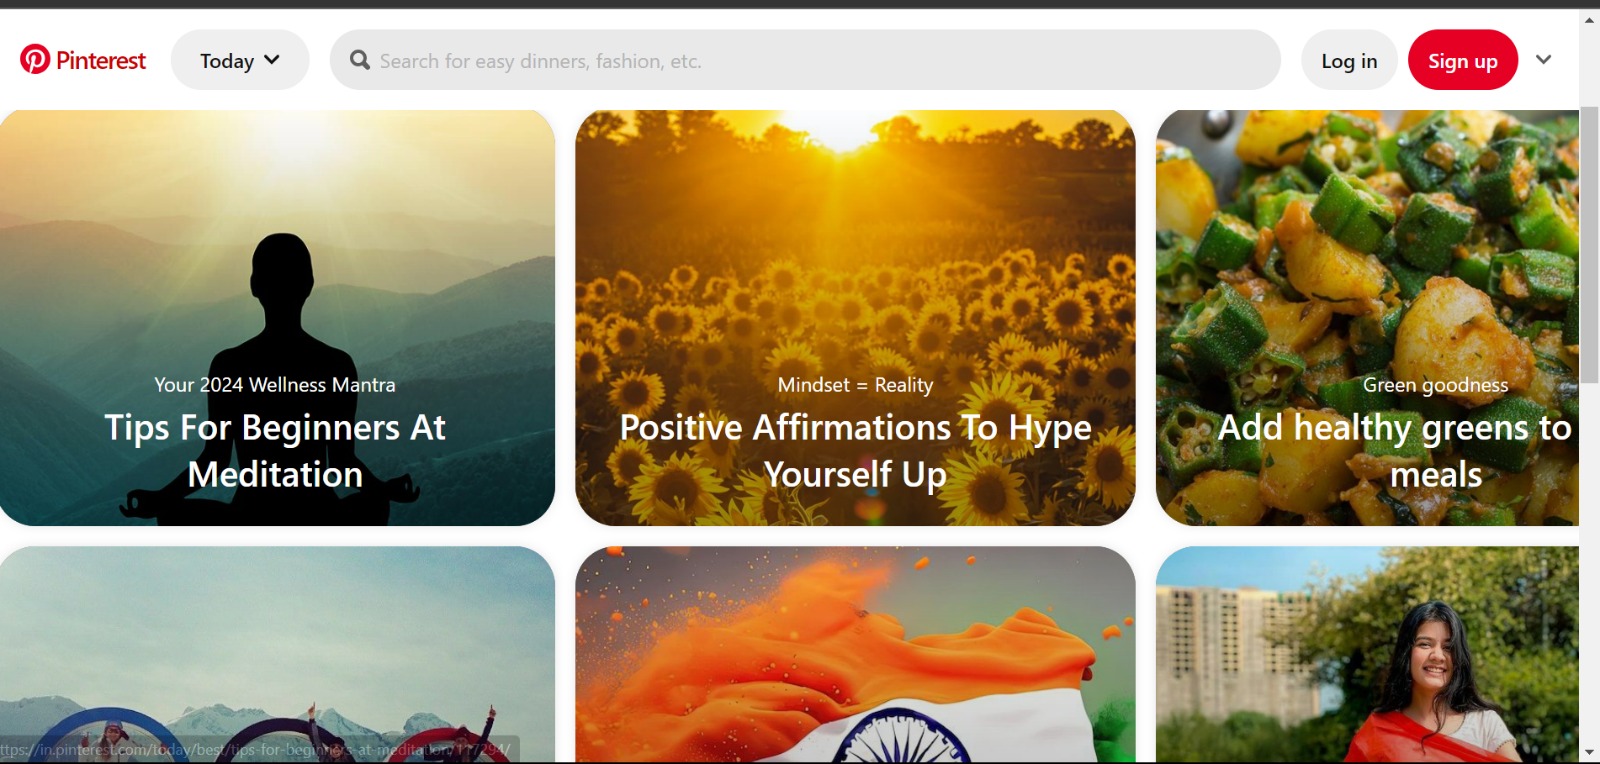 Pinterest
Today
Search for easy dinners, fashion, etc.
Log in
Sign up
Your 2024 Wellness Mantra
Tips For Beginners At
Meditation
Mindset = Reality
Positive Affirmations To Hype
Yourself Up
Green goodness
Add healthy greens to
meals
ttps://in.pinterest.com/today/best/tips-for-beginners-at-meditation/117294/